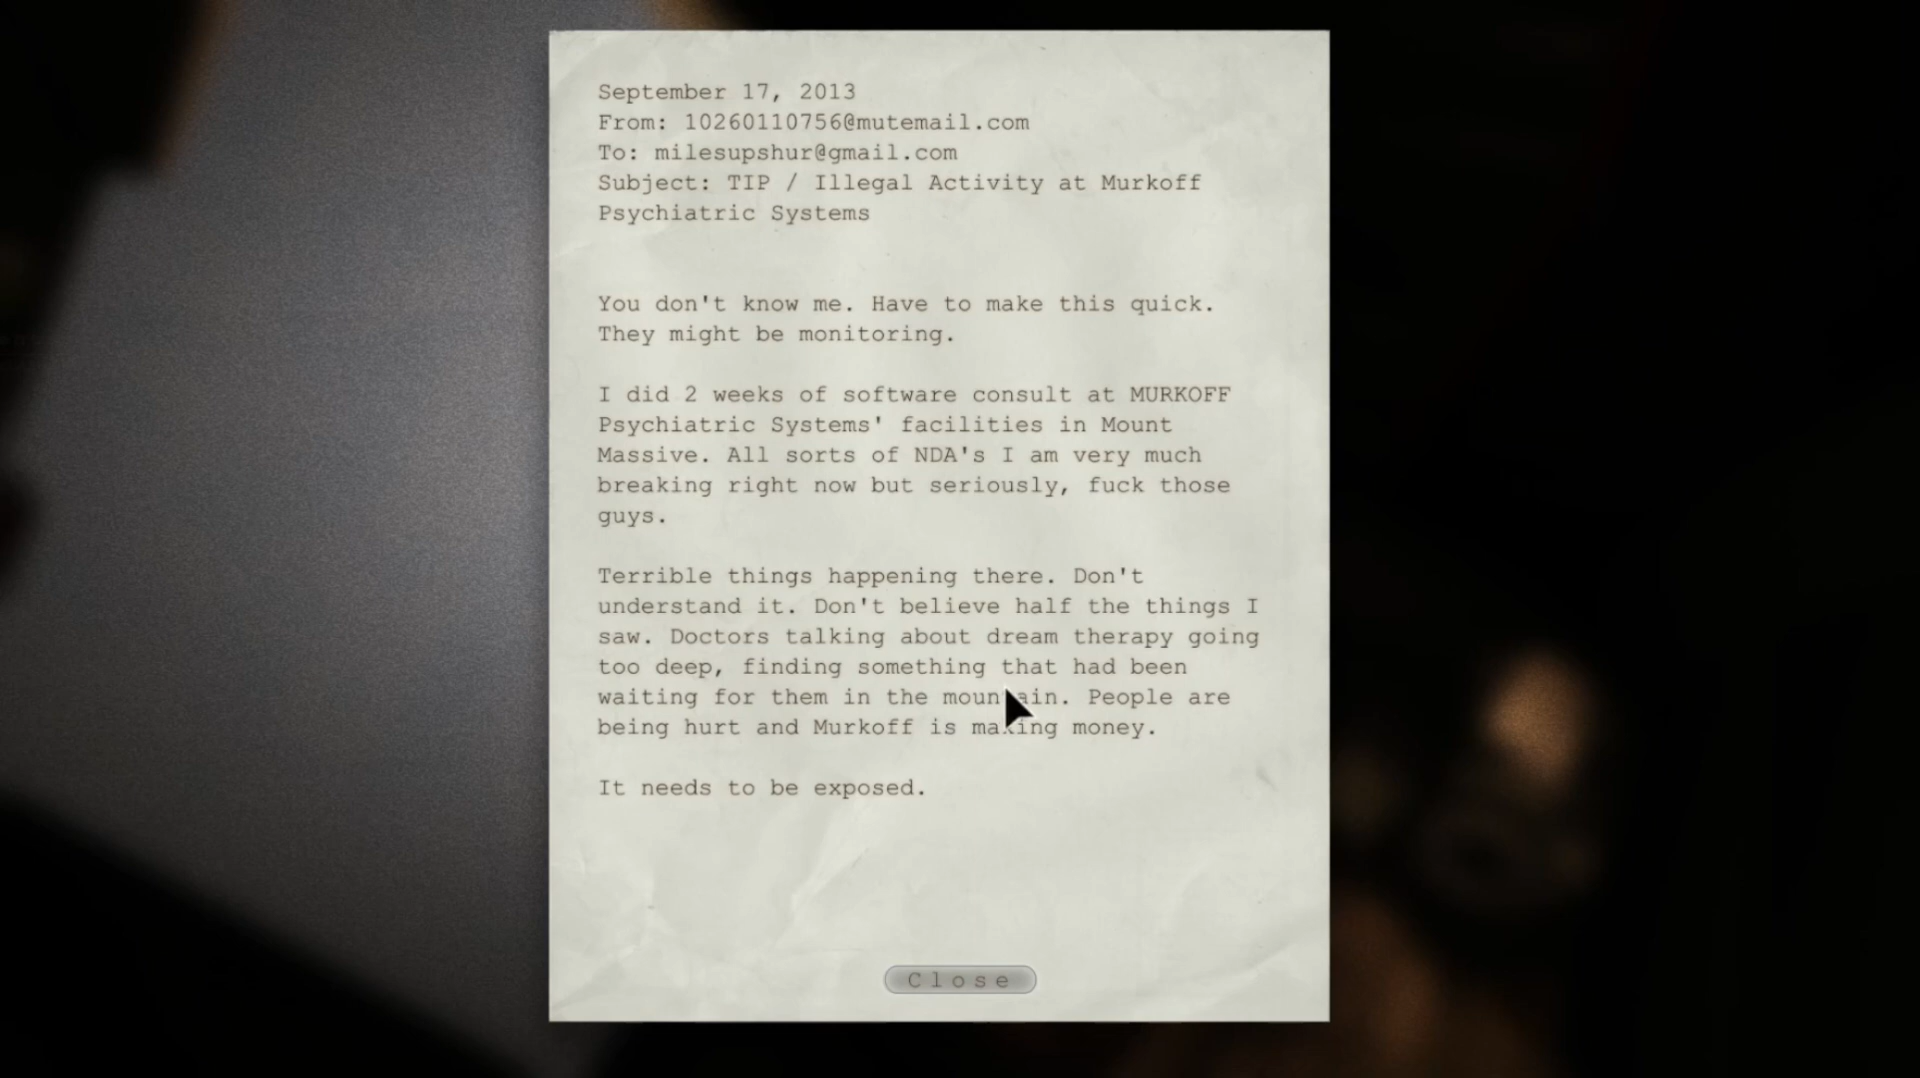 September 17, 2013
From: 10260110756@mutemail.com
To: milesupshur@gmail.com
Subject: TIP / Illegal Activity at Murkoff
Psychiatric Systems
You don't know me. Have to make this quick.
They might be monitoring.
I did 2 weeks of software consult at MURKOFF
Psychiatric Systems' facilities in Mount
Massive. All sorts of NDA's I am very much
breaking right now but seriously, fuck those
guys.
Terrible things happening there. Don't
understand it. Don't believe half the things I
saw. Doctors talking about dream therapy going
too deep, finding something that had been
waiting for them in the mountain. People are
being hurt and Murkoff is making money.
It needs to be exposed.
Close